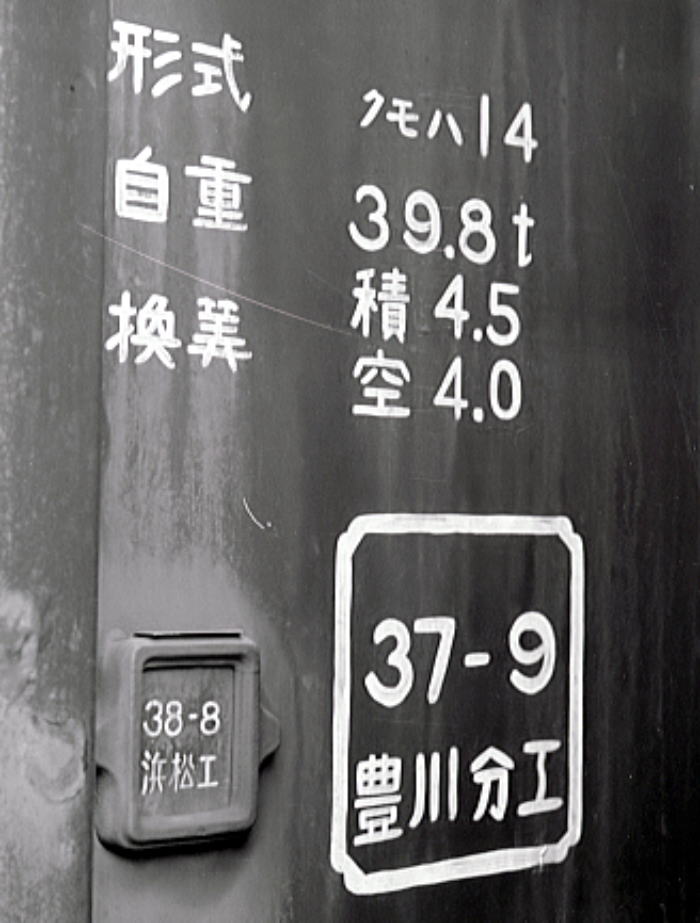 形式 クモハ14
自重 39.8t
換算 積4.5
空4.0
37-9
豊川分工
38-8
浜松工